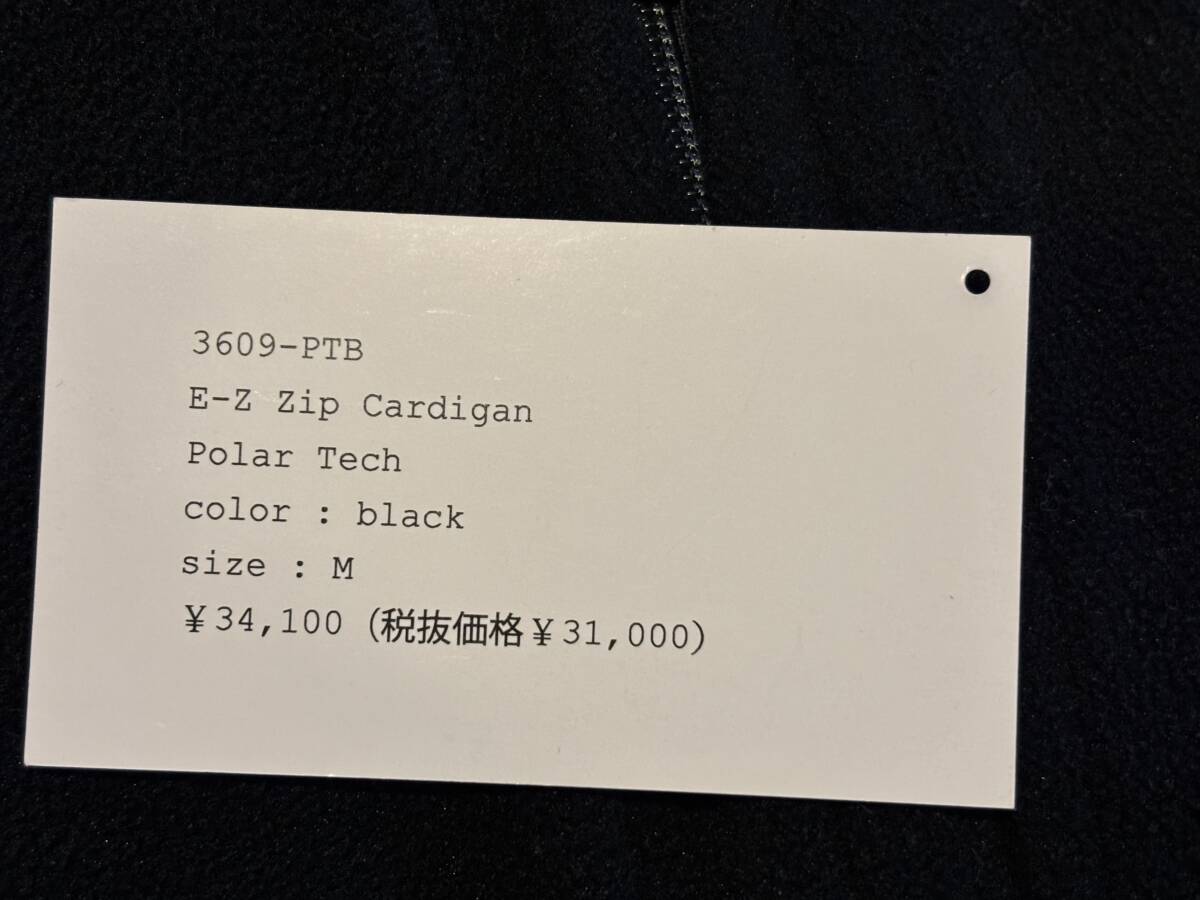 3609-PTB
E-Z Zip Cardigan
Polar Tech
color : black
size : M
¥34,100 (税抜価格¥31,000)